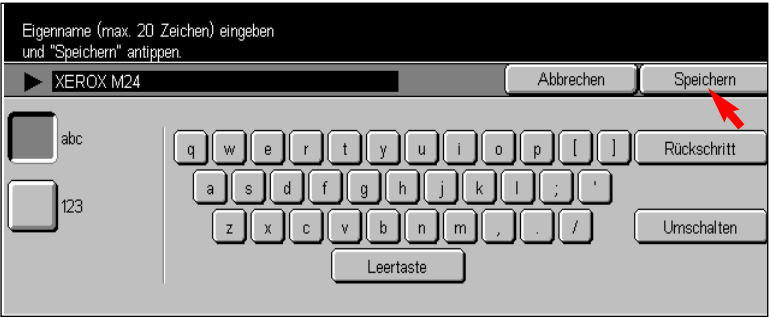 Eigenname (max. 20 Zeichen) eingeben
und "Speichern" antippen.
XEROX M24 Abbrechen Speichern
abc
q w e r t y u i o p [ ] Rückschritt
a s d f g h j k l ; '
123
z x c v b n m , . / Umschalten
Leertaste